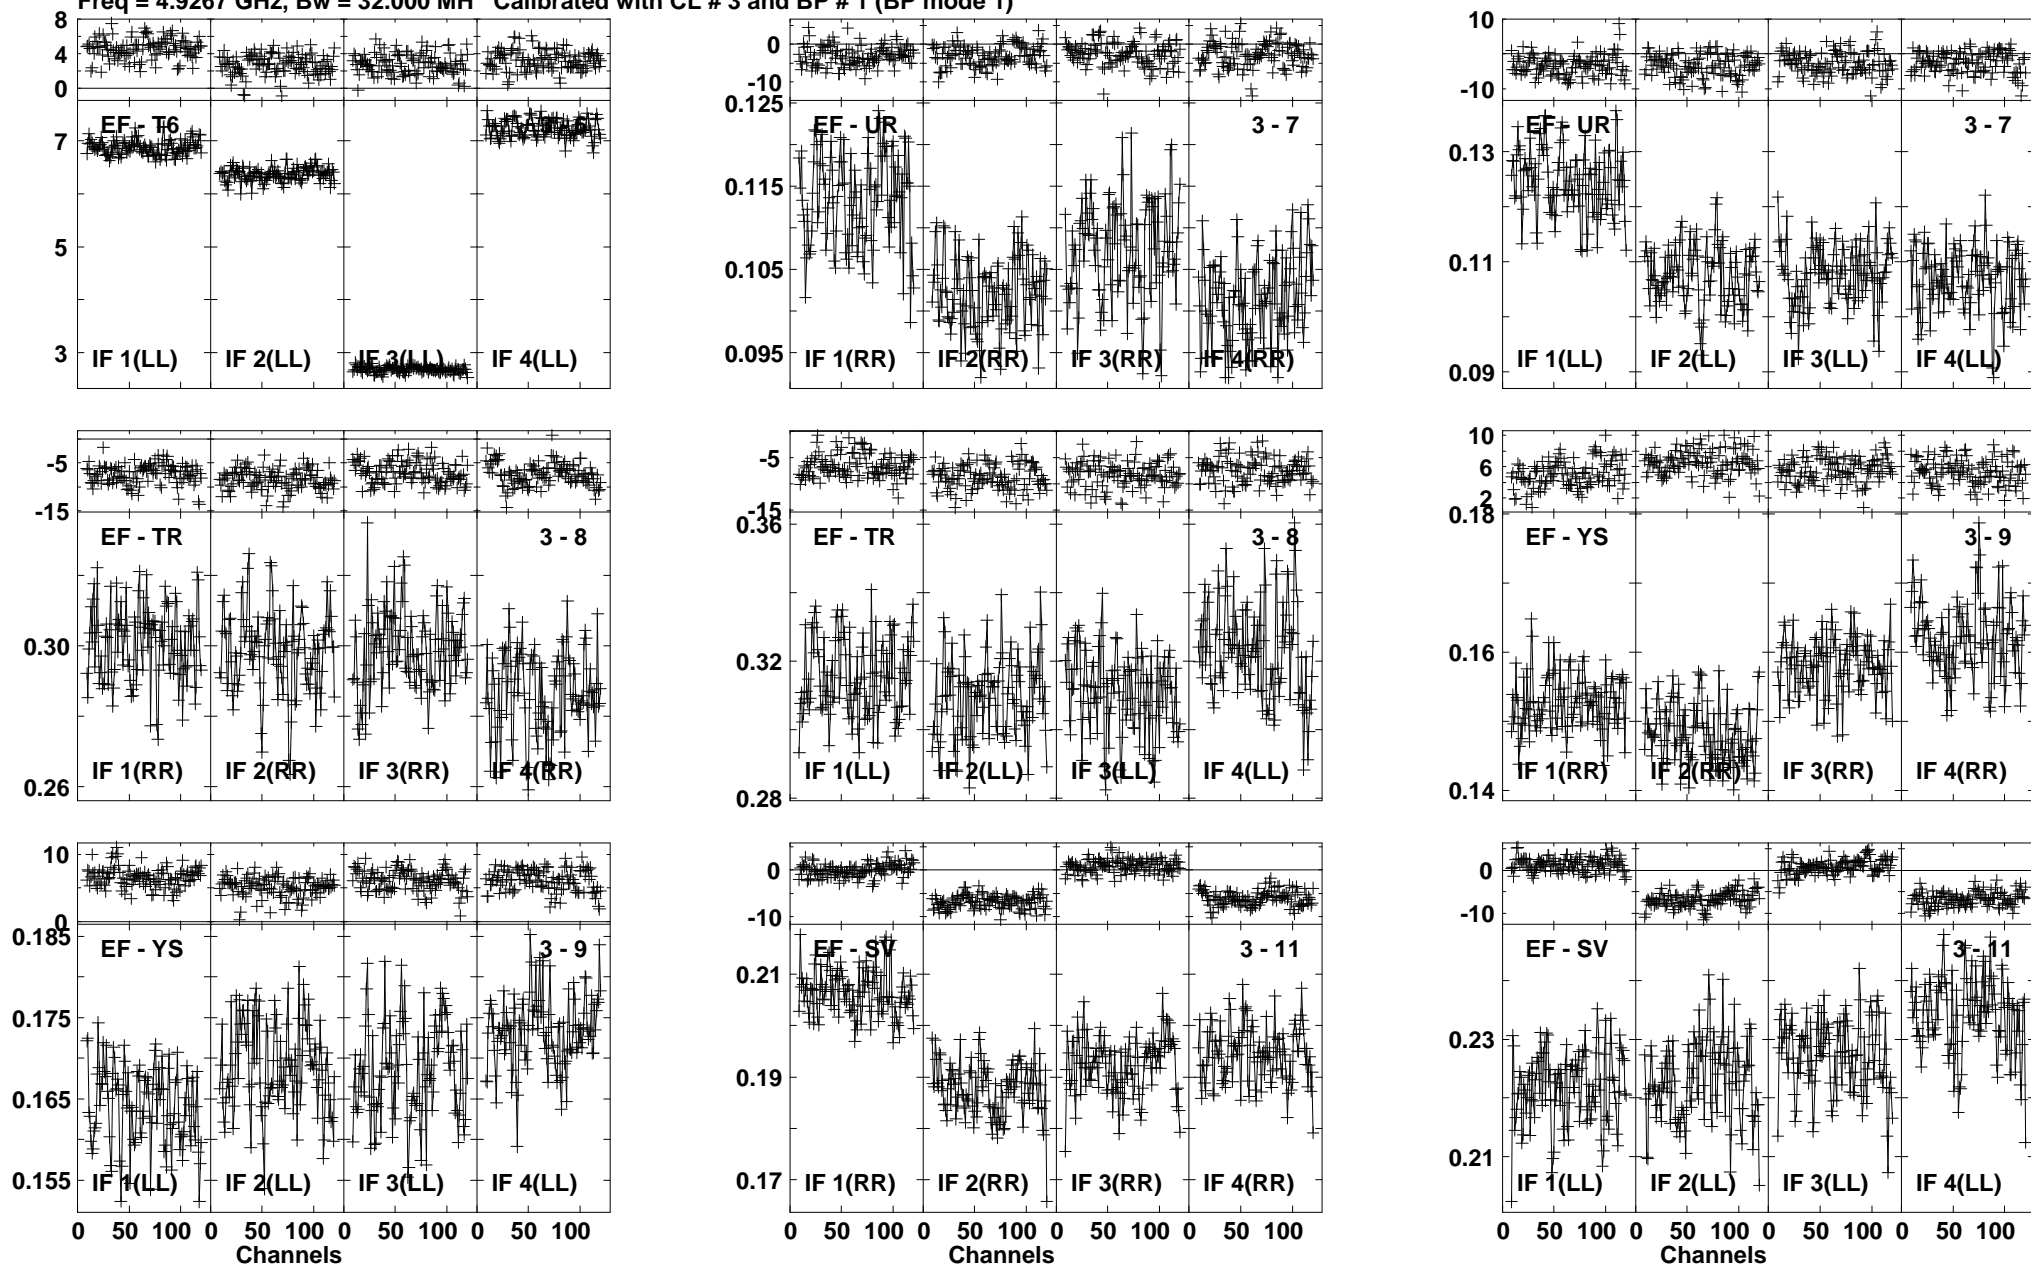 Freq = 4.9267 GHz, Bw = 32.000 MH Calibrated with CL # 3 and BP # 1 (BP mode 1)
8
4
0
7
5
3
EF - T6
IF 1(LL) IF 2(LL) IF 3(LL) IF 4(LL)
0
-10
0.125
0.115
0.105
0.095
EF - UR 3 - 7
IF 1(RR) IF 2(RR) IF 3(RR) IF 4(RR)
10
0
-10
0.13
0.11
0.09
EF - UR 3 - 7
IF 1(LL) IF 2(LL) IF 3(LL) IF 4(LL)
-5
-15
0.30
0.26
EF - TR 3 - 8
IF 1(RR) IF 2(RR) IF 3(RR) IF 4(RR)
-5
-15
0.36
0.32
0.28
EF - TR 3 - 8
IF 1(LL) IF 2(LL) IF 3(LL) IF 4(LL)
10
6
2
0.18
0.16
0.14
EF - YS 3 - 9
IF 1(RR) IF 2(RR) IF 3(RR) IF 4(RR)
10
0
0.185
0.175
0.165
0.155
EF - YS 3 - 9
IF 1(LL) IF 2(LL) IF 3(LL) IF 4(LL)
0 50 100 0 50 100 0 50 100 0 50 100
Channels
0
-10
0.21
0.19
0.17
EF - SV 3 - 11
IF 1(RR) IF 2(RR) IF 3(RR) IF 4(RR)
0 50 100 0 50 100 0 50 100 0 50 100
Channels
0
-10
0.23
0.21
EF - SV 3 - 11
IF 1(LL) IF 2(LL) IF 3(LL) IF 4(LL)
0 50 100 0 50 100 0 50 100 0 50 100
Channels